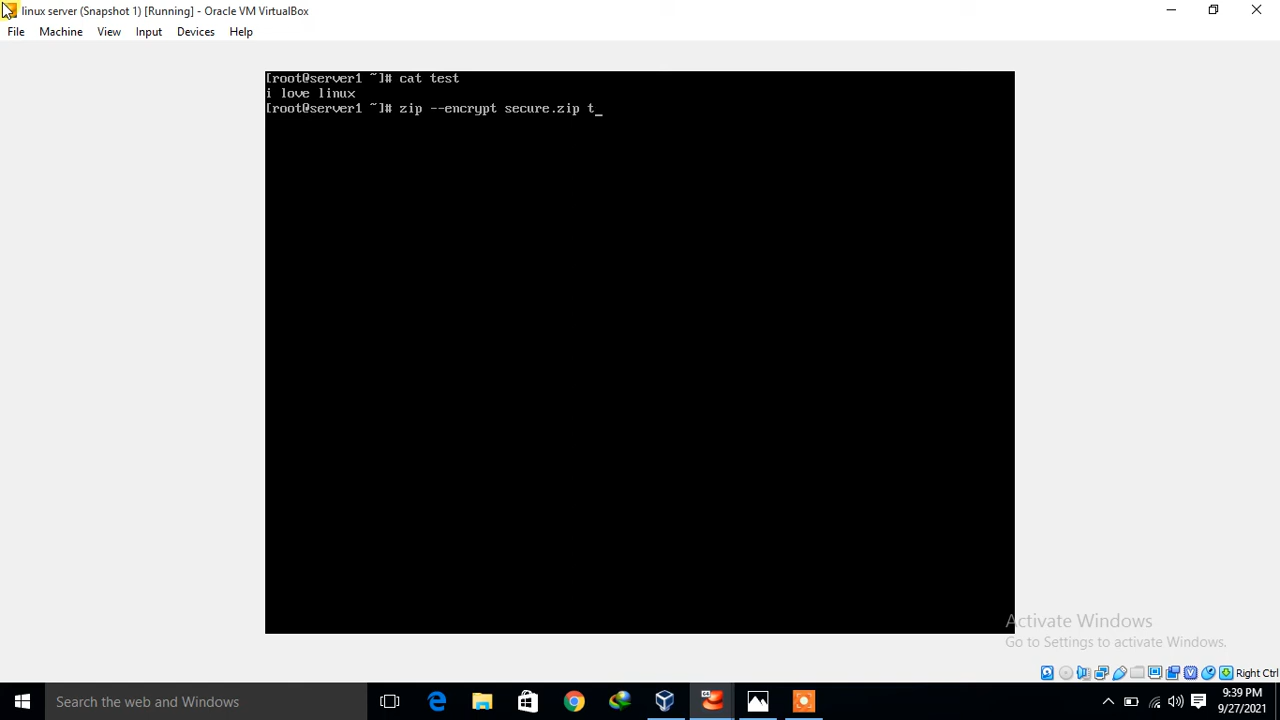 linux server (Snapshot 1) [Running] - Oracle VM VirtualBox
File Machine View Input Devices Help
[root@server1 ~]# cat test
i love linux
[root@server1 ~]# zip --encrypt secure.zip t_
Activate Windows
Go to Settings to activate Windows.
Right Ctrl
Search the web and Windows
9:39 PM
9/27/2021